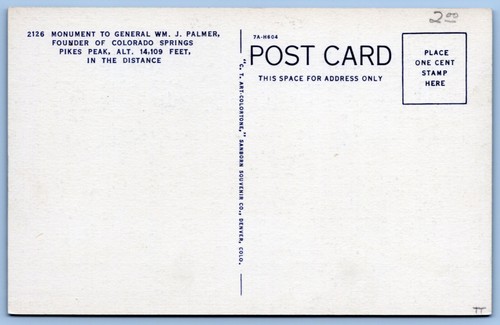 2126 MONUMENT TO GENERAL WM. J. PALMER,
FOUNDER OF COLORADO SPRINGS
PIKES PEAK, ALT. 14,109 FEET,
IN THE DISTANCE
"C. T. ART-COLORTONE," SANBORN SOUVENIR CO., DENVER, COLO.
7A-H804
POST CARD
THIS SPACE FOR ADDRESS ONLY
2.00
PLACE
ONE CENT
STAMP
HERE